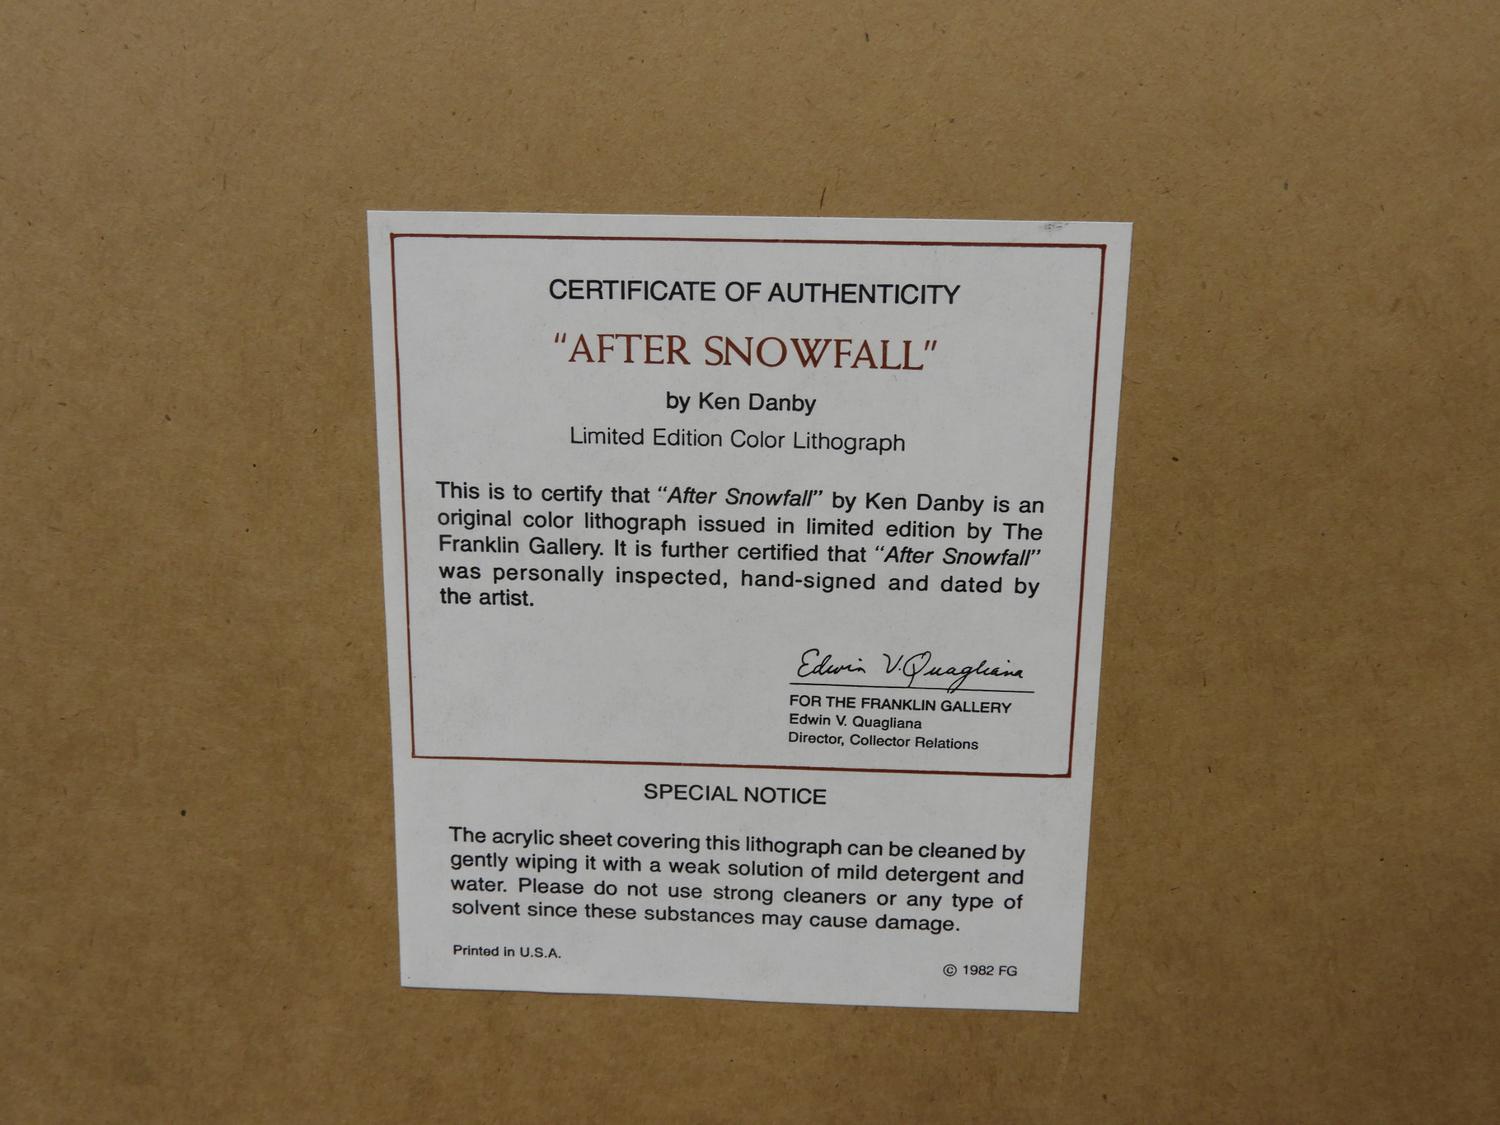 CERTIFICATE OF AUTHENTICITY
“AFTER SNOWFALL”
by Ken Danby
Limited Edition Color Lithograph
This is to certify that “After Snowfall” by Ken Danby is an
original color lithograph issued in limited edition by The
Franklin Gallery. It is further certified that “After Snowfall”
was personally inspected, hand-signed and dated by
the artist.
Edwin V. Quagliana
FOR THE FRANKLIN GALLERY
Edwin V. Quagliana
Director, Collector Relations
SPECIAL NOTICE
The acrylic sheet covering this lithograph can be cleaned by
gently wiping it with a weak solution of mild detergent and
water. Please do not use strong cleaners or any type of
solvent since these substances may cause damage.
Printed in U.S.A.
© 1982 FG